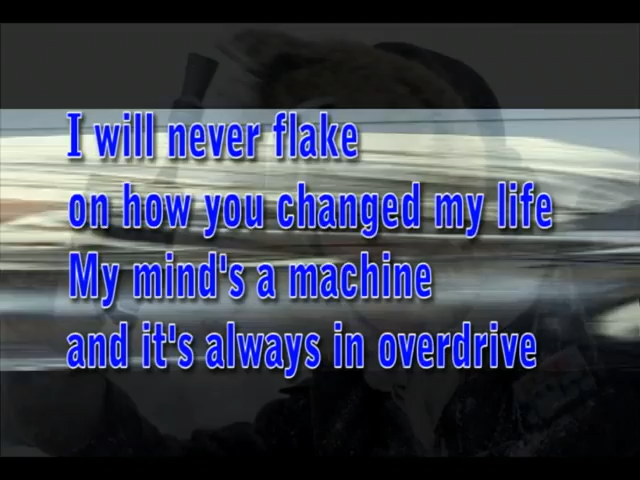 I will never flake
on how you changed my life
My mind's a machine
and it's always in overdrive